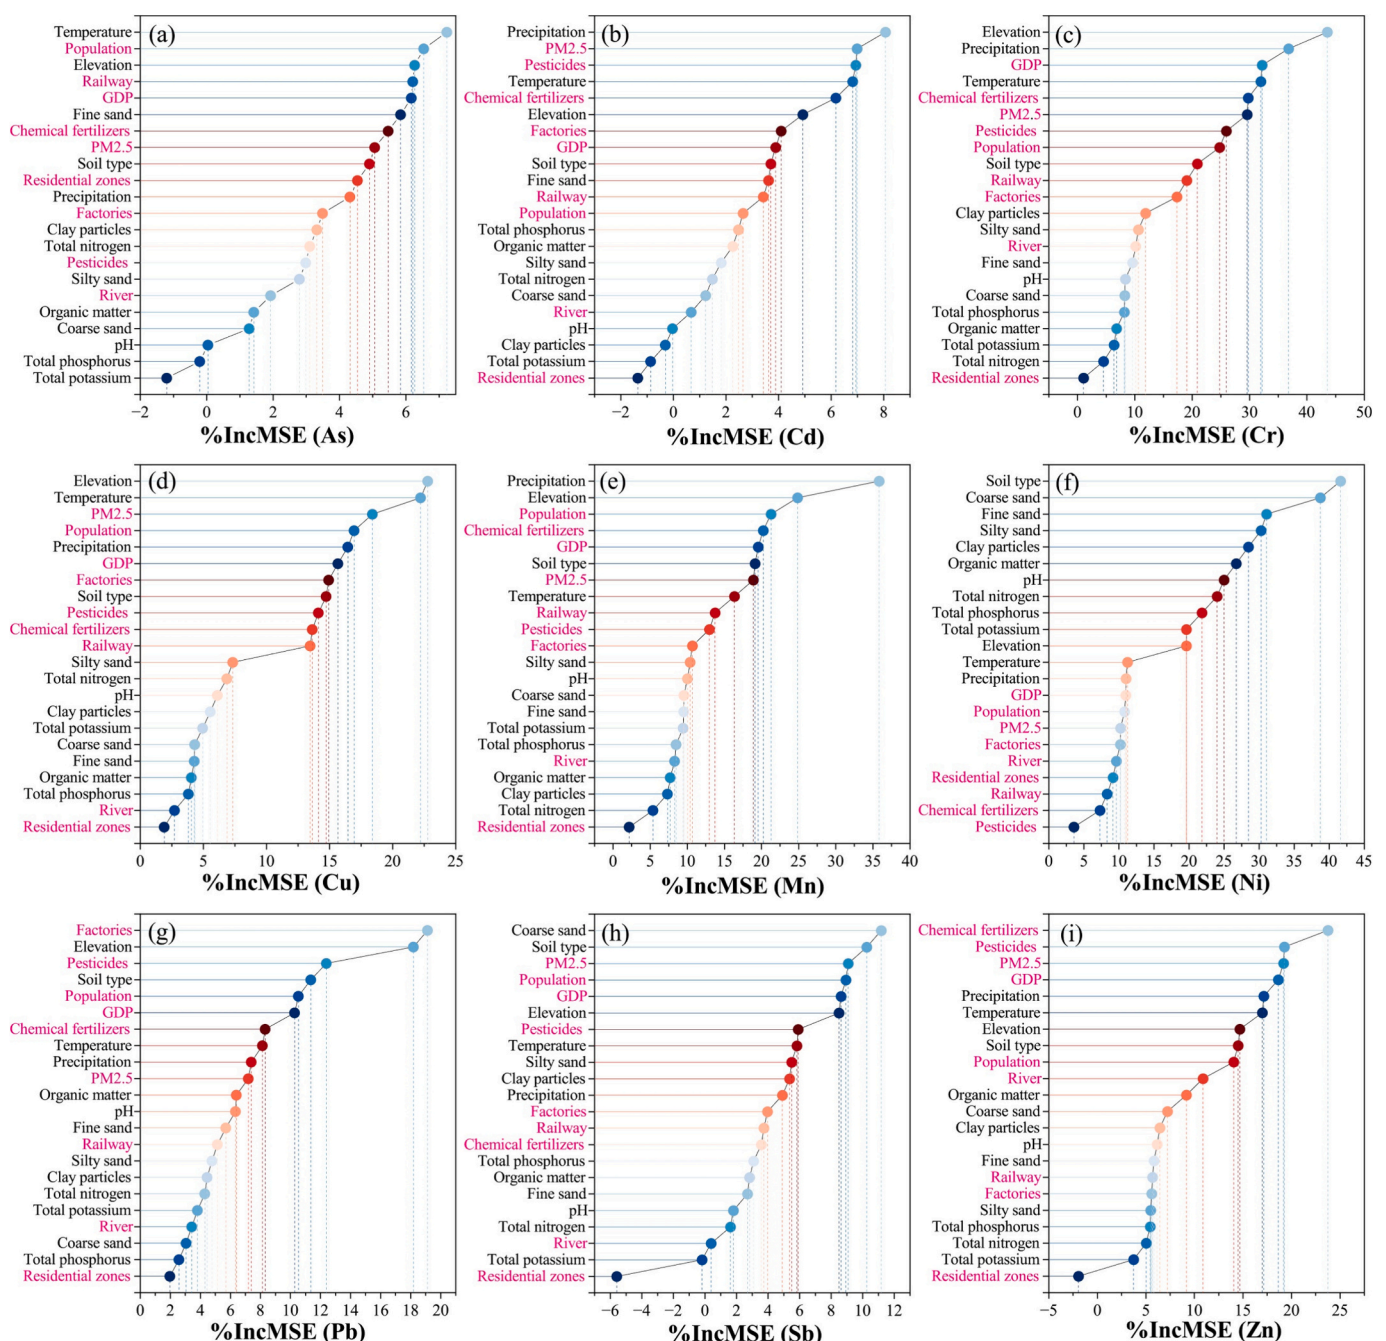 (a)
Temperature
Population
Elevation
Railway
GDP
Fine sand
Chemical fertilizers
PM2.5
Soil type
Residential zones
Precipitation
Factories
Clay particles
Total nitrogen
Pesticides
Silty sand
River
Organic matter
Coarse sand
pH
Total phosphorus
Total potassium
−2 0 2 4 6
%IncMSE (As)
(b)
Precipitation
PM2.5
Pesticides
Temperature
Chemical fertilizers
Elevation
Factories
GDP
Soil type
Fine sand
Railway
Population
Total phosphorus
Organic matter
Silty sand
Total nitrogen
Coarse sand
River
pH
Clay particles
Total potassium
Residential zones
−2 0 2 4 6 8
%IncMSE (Cd)
(c)
Elevation
Precipitation
GDP
Temperature
Chemical fertilizers
PM2.5
Pesticides
Population
Soil type
Railway
Factories
Clay particles
Silty sand
River
Fine sand
pH
Coarse sand
Total phosphorus
Organic matter
Total potassium
Total nitrogen
Residential zones
0 10 20 30 40 50
%IncMSE (Cr)
(d)
Elevation
Temperature
PM2.5
Population
Precipitation
GDP
Factories
Soil type
Pesticides
Chemical fertilizers
Railway
Silty sand
Total nitrogen
pH
Clay particles
Total potassium
Coarse sand
Fine sand
Organic matter
Total phosphorus
River
Residential zones
0 5 10 15 20 25
%IncMSE (Cu)
(e)
Precipitation
Elevation
Population
Chemical fertilizers
GDP
Soil type
PM2.5
Temperature
Railway
Pesticides
Factories
Silty sand
pH
Coarse sand
Fine sand
Total potassium
Total phosphorus
River
Organic matter
Clay particles
Total nitrogen
Residential zones
0 5 10 15 20 25 30 35 40
%IncMSE (Mn)
(f)
Soil type
Coarse sand
Fine sand
Silty sand
Clay particles
Organic matter
pH
Total nitrogen
Total phosphorus
Total potassium
Elevation
Temperature
Precipitation
GDP
Population
PM2.5
Factories
River
Residential zones
Railway
Chemical fertilizers
Pesticides
0 5 10 15 20 25 30 35 40 45
%IncMSE (Ni)
(g)
Factories
Elevation
Pesticides
Soil type
Population
GDP
Chemical fertilizers
Temperature
Precipitation
PM2.5
Organic matter
pH
Fine sand
Railway
Silty sand
Clay particles
Total nitrogen
Total potassium
River
Coarse sand
Total phosphorus
Residential zones
0 2 4 6 8 10 12 14 16 18 20
%IncMSE (Pb)
(h)
Coarse sand
Soil type
PM2.5
Population
GDP
Elevation
Pesticides
Temperature
Silty sand
Clay particles
Precipitation
Factories
Railway
Chemical fertilizers
Total phosphorus
Organic matter
Fine sand
pH
Total nitrogen
River
Total potassium
Residential zones
−6 −4 −2 0 2 4 6 8 10 12
%IncMSE (Sb)
(i)
Chemical fertilizers
Pesticides
PM2.5
GDP
Precipitation
Temperature
Elevation
Soil type
Population
River
Organic matter
Coarse sand
Clay particles
pH
Fine sand
Railway
Factories
Silty sand
Total phosphorus
Total nitrogen
Total potassium
Residential zones
−5 0 5 10 15 20 25
%IncMSE (Zn)